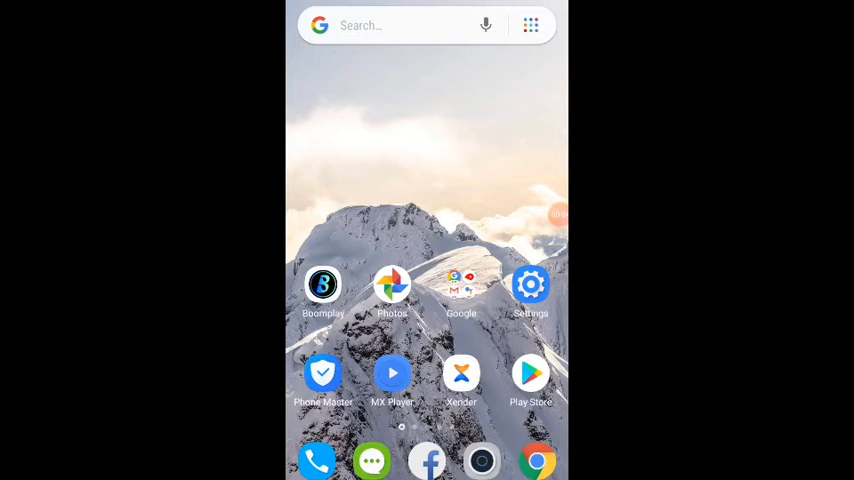 Search...
Boomplay
Photos
Google
Settings
Phone Master
MX Player
Xender
Play Store